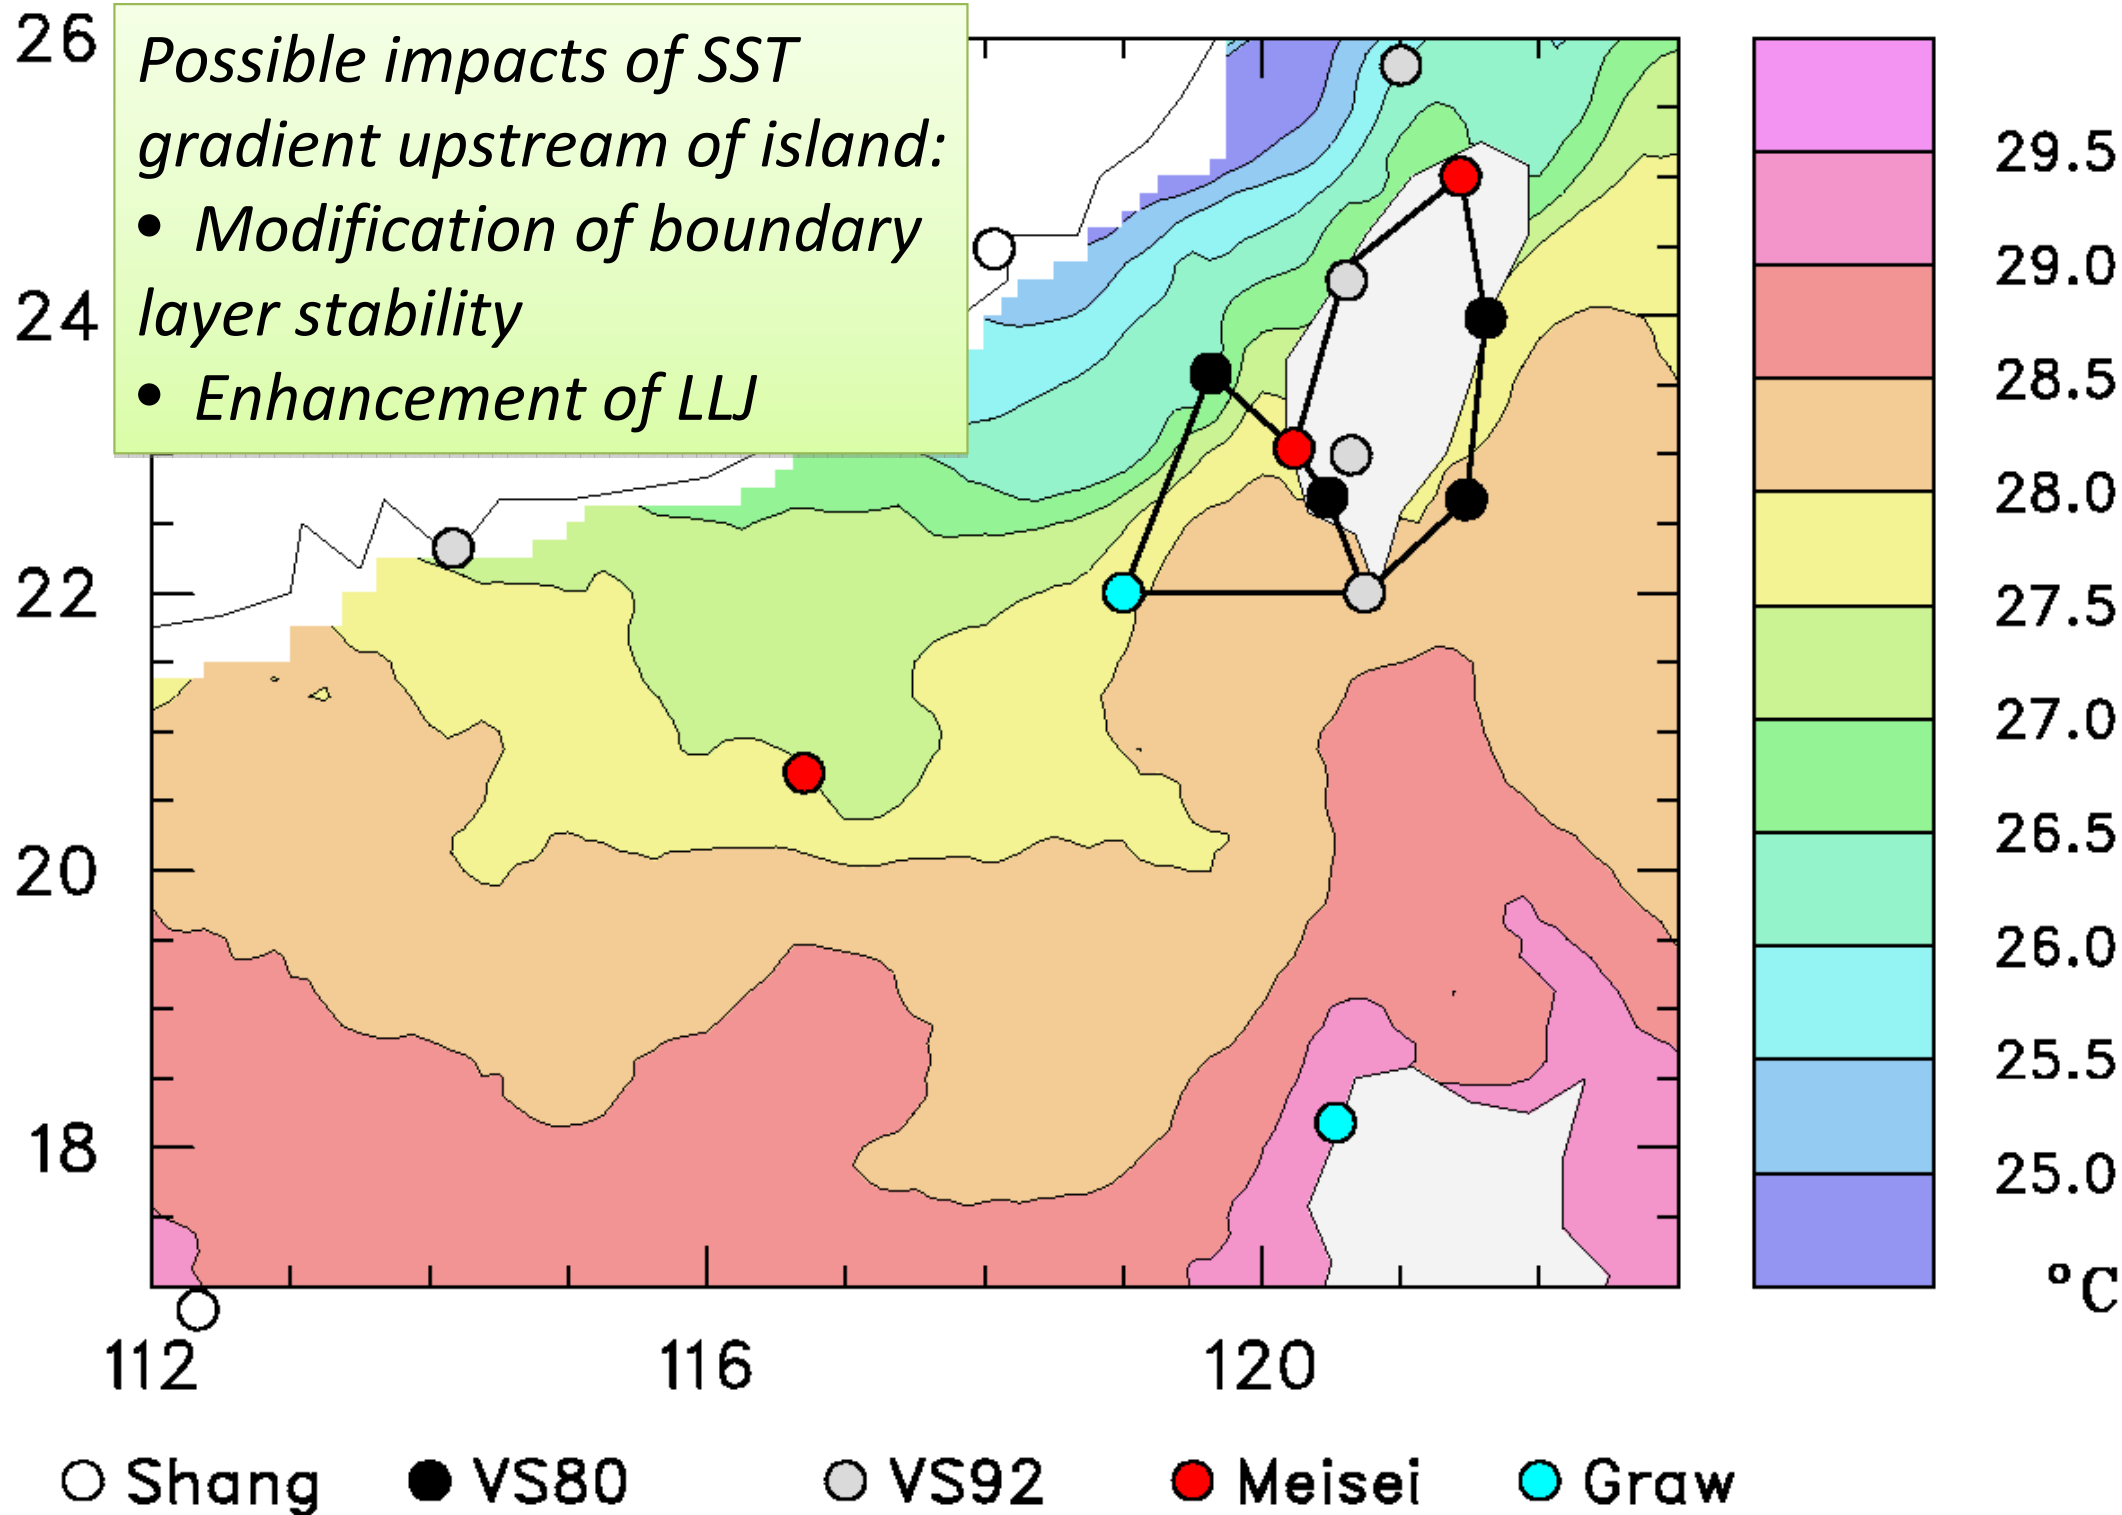 Possible impacts of SST
gradient upstream of island:
• Modification of boundary
layer stability
• Enhancement of LLJ
26
24
22
20
18
112 116 120
29.5
29.0
28.5
28.0
27.5
27.0
26.5
26.0
25.5
25.0
°C
Shang VS80 VS92 Meisei Graw